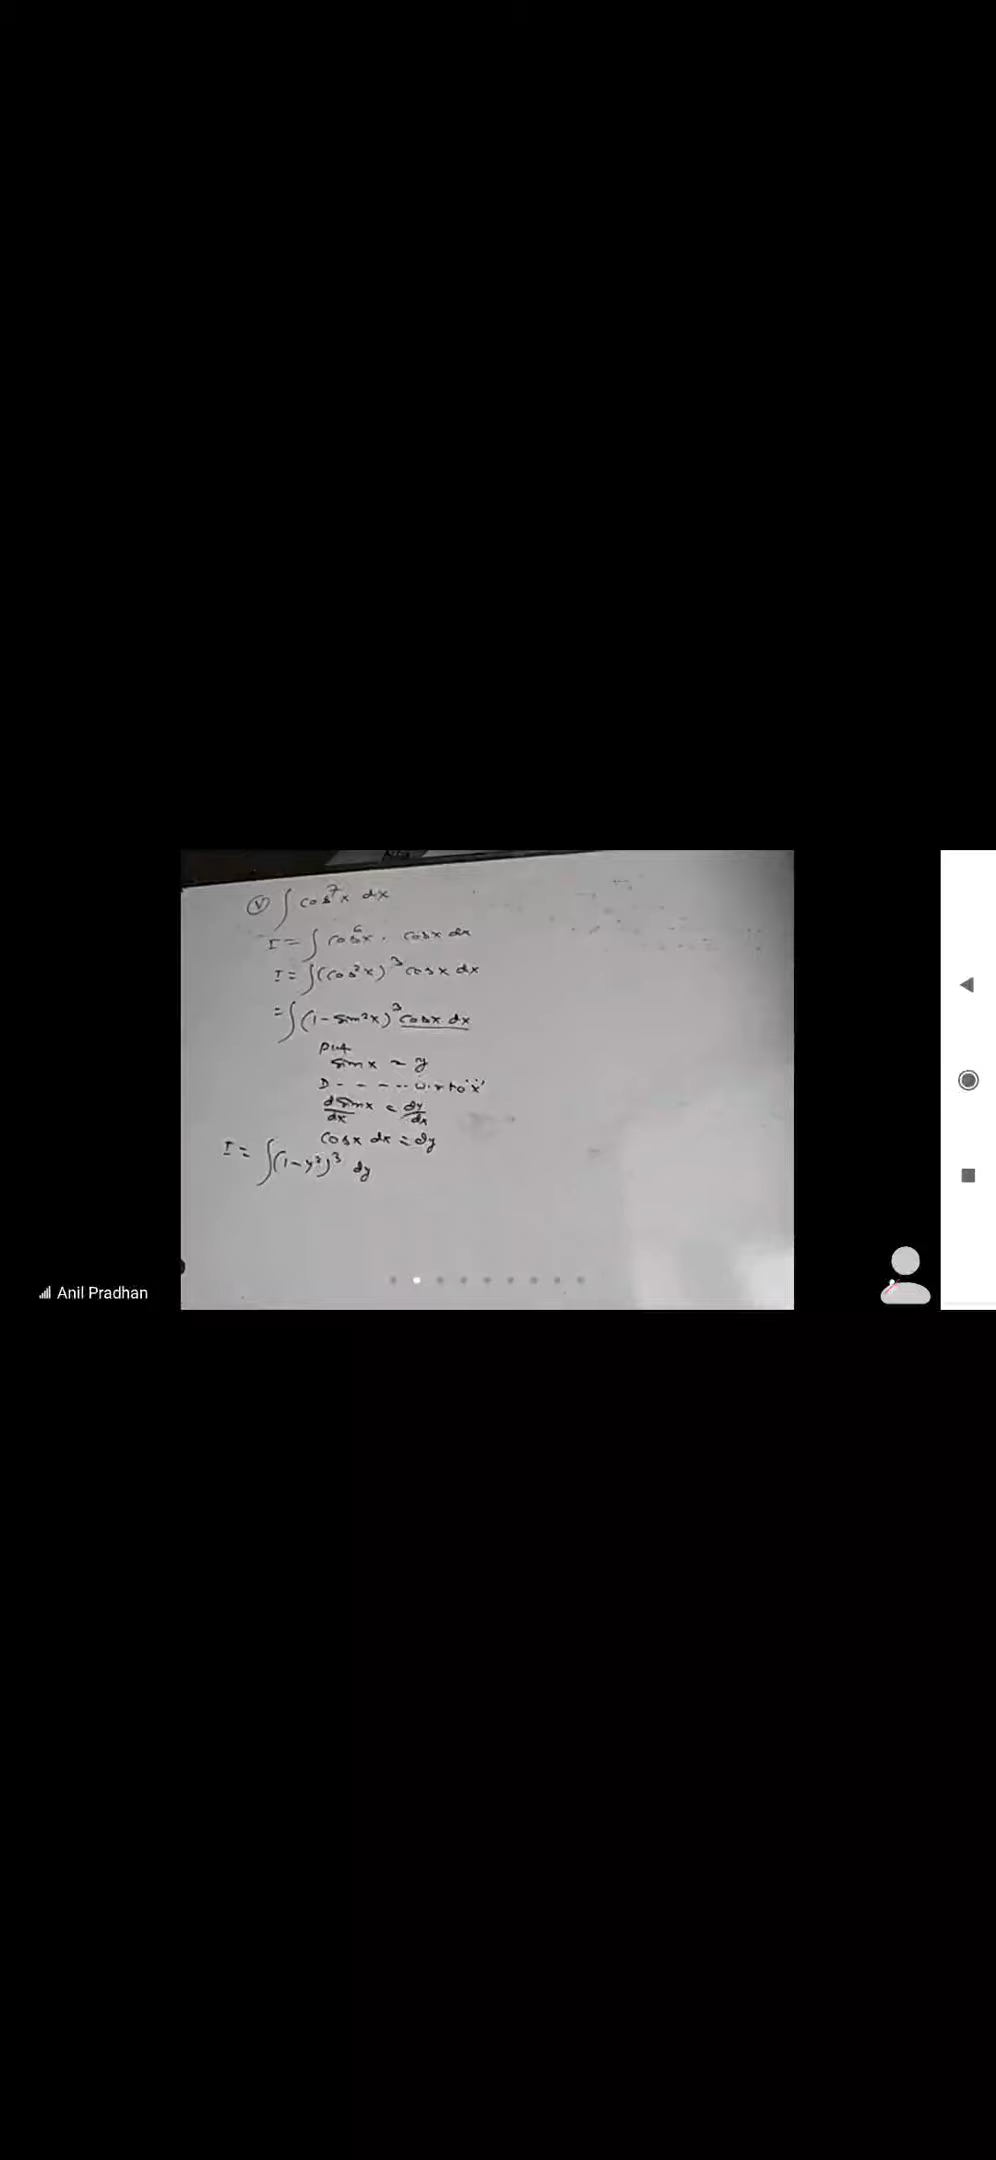 (v) ∫ cos⁷x dx
I = ∫ cos⁶x . cosx dx
I = ∫(cos²x)³ cosx dx
= ∫(1-sin²x)³ cosx dx
put
sinx = y
D - - - -- w.r to 'x'
dsinx/dx = dy/dx
cosx dx = dy
I = ∫(1-y²)³ dy
Anil Pradhan